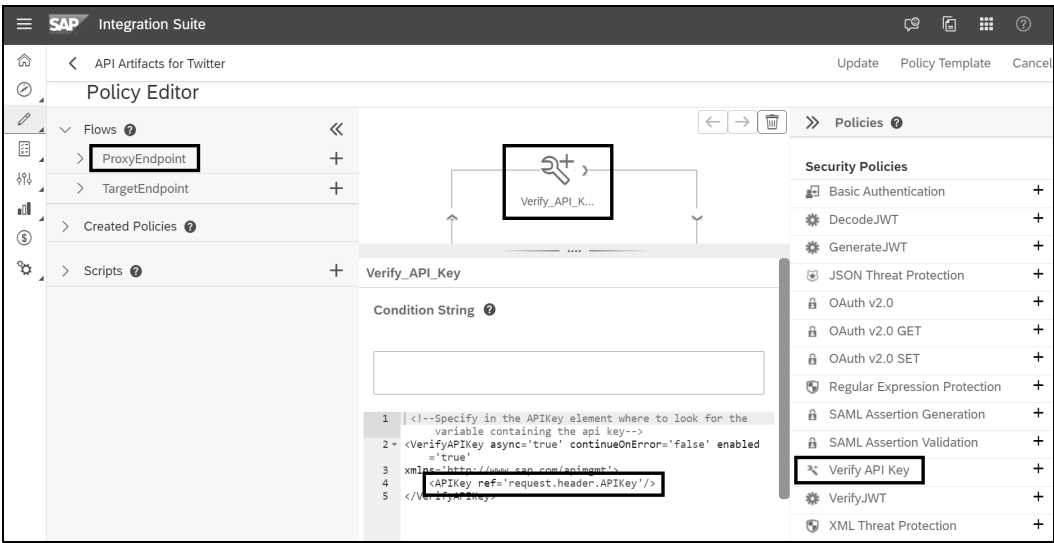 SAP Integration Suite
API Artifacts for Twitter
Update Policy Template Cancel
Policy Editor
Flows
ProxyEndpoint
TargetEndpoint
Created Policies
Scripts
Verify_API_K...
Verify_API_Key
Condition String
1 <!--Specify in the APIKey element where to look for the
variable containing the api key-->
2 <VerifyAPIKey async='true' continueOnError='false' enabled
='true'
3 xmlns='http://www.sap.com/apimgmt'>
4 <APIKey ref='request.header.APIKey'/>
5 </VerifyAPIKey>
Policies
Security Policies
Basic Authentication
DecodeJWT
GenerateJWT
JSON Threat Protection
OAuth v2.0
OAuth v2.0 GET
OAuth v2.0 SET
Regular Expression Protection
SAML Assertion Generation
SAML Assertion Validation
Verify API Key
VerifyJWT
XML Threat Protection